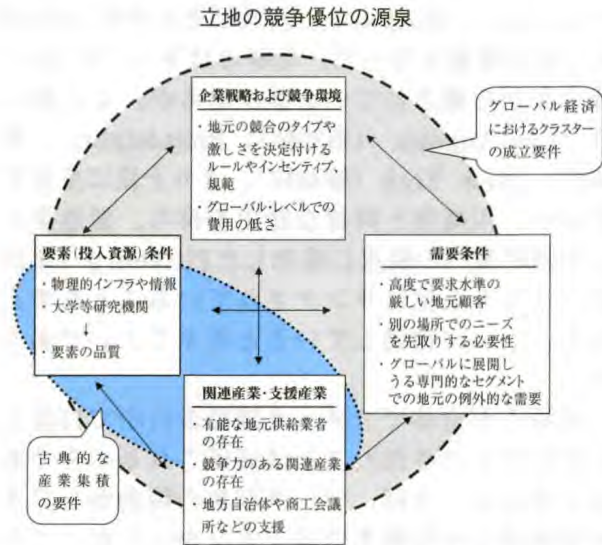 立地の競争優位の源泉
企業戦略および競争環境
・地元の競合のタイプや
激しさを決定付ける
ルールやインセンティブ、
規範
・グローバル・レベルでの
費用の低さ
グローバル経済
におけるクラスター
の成立要件
要素(投入資源)条件
・物理的インフラや情報
・大学等研究機関
↓
・要素の品質
需要条件
・高度で要求水準の
厳しい地元顧客
・別の場所でのニーズ
を先取りする必要性
・グローバルに展開し
うる専門的なセグメント
での地元の例外的な需要
関連産業・支援産業
・有能な地元供給業者
の存在
・競争力のある関連産業
の存在
・地方自治体や商工会議
所などの支援
古典的な
産業集積
の要件